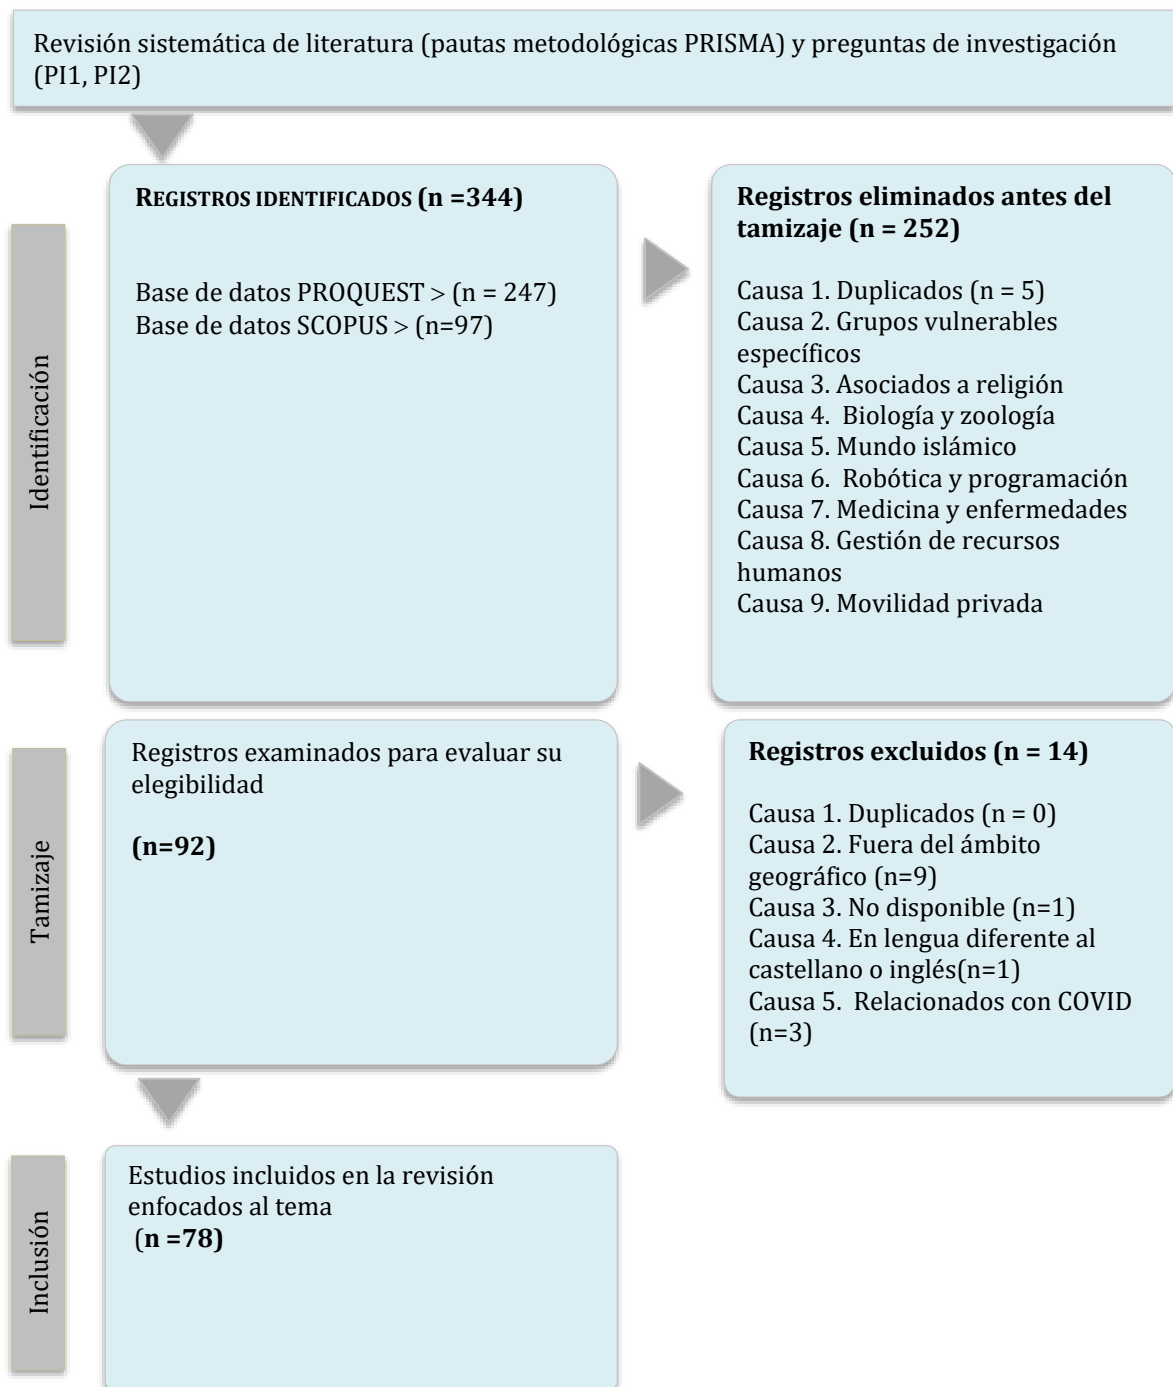 Revisión sistemática de literatura (pautas metodológicas PRISMA) y preguntas de investigación
(PI1, PI2)
Identificación
REGISTROS IDENTIFICADOS (n =344)
Base de datos PROQUEST > (n = 247)
Base de datos SCOPUS > (n=97)
Registros eliminados antes del
tamizaje (n = 252)
Causa 1. Duplicados (n = 5)
Causa 2. Grupos vulnerables
específicos
Causa 3. Asociados a religión
Causa 4.  Biología y zoología
Causa 5. Mundo islámico
Causa 6.  Robótica y programación
Causa 7. Medicina y enfermedades
Causa 8. Gestión de recursos
humanos
Causa 9. Movilidad privada
Tamizaje
Registros examinados para evaluar su
elegibilidad
(n=92)
Registros excluidos (n = 14)
Causa 1. Duplicados (n = 0)
Causa 2. Fuera del ámbito
geográfico (n=9)
Causa 3. No disponible (n=1)
Causa 4. En lengua diferente al
castellano o inglés(n=1)
Causa 5.  Relacionados con COVID
(n=3)
Inclusión
Estudios incluidos en la revisión
enfocados al tema
(n =78)